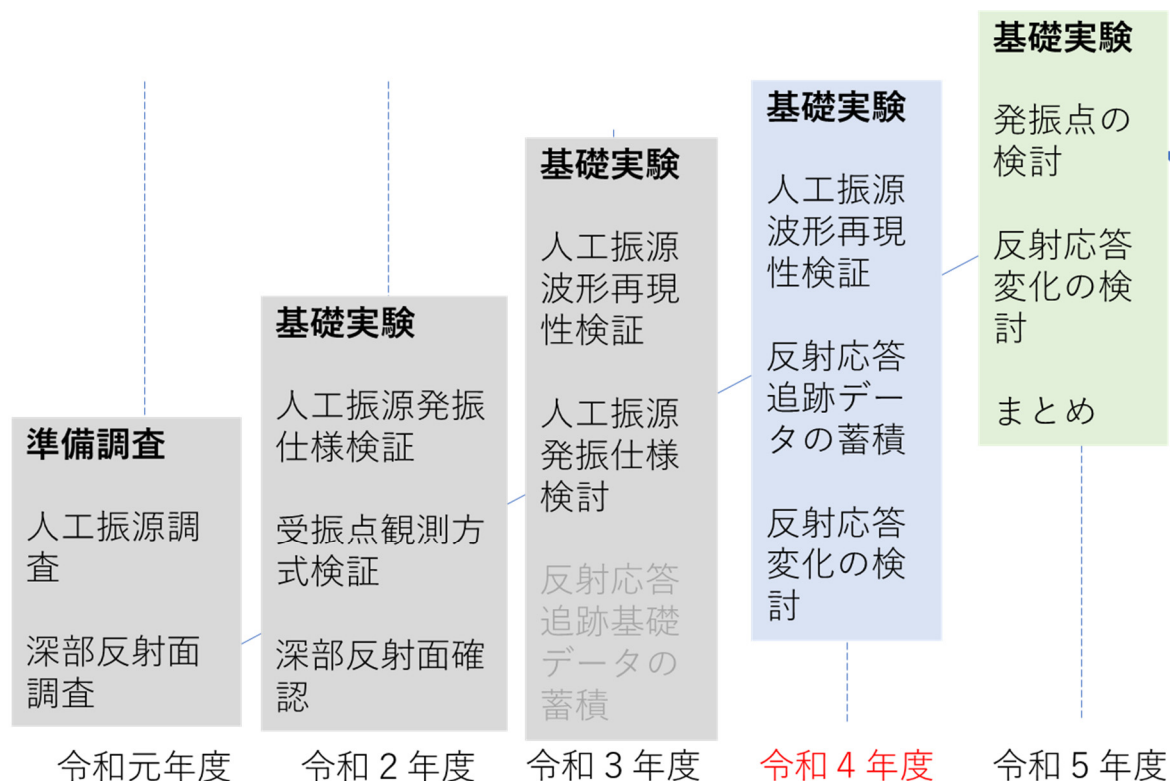 準備調査
人工振源調
査
深部反射面
調査
令和元年度
基礎実験
人工振源発振
仕様検証
受振点観測方
式検証
深部反射面確
認
令和２年度
基礎実験
人工振源
波形再現
性検証
人工振源
発振仕様
検討
反射応答
追跡基礎
データの
蓄積
令和３年度
基礎実験
人工振源
波形再現
性検証
反射応答
追跡デー
タの蓄積
反射応答
変化の検
討
令和４年度
基礎実験
発振点の
検討
反射応答
変化の検
討
まとめ
令和５年度